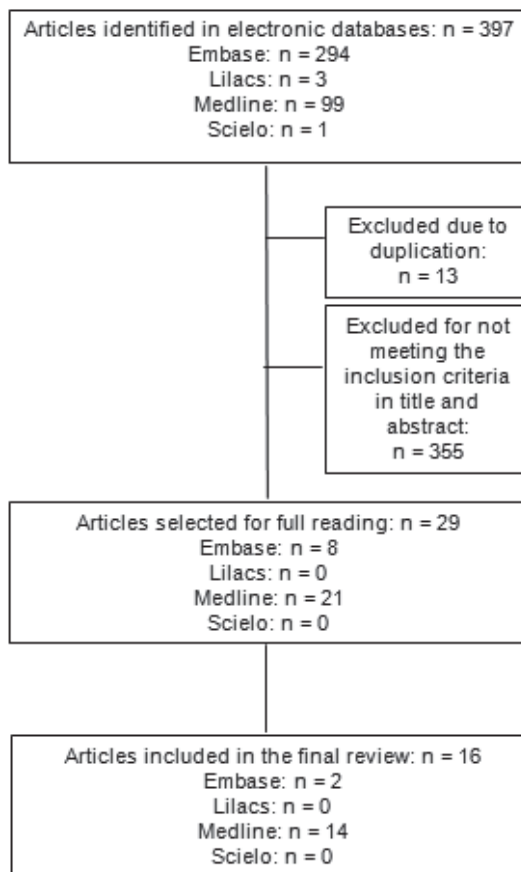 Articles identified in electronic databases: n = 397
Embase: n = 294
Lilacs: n = 3
Medline: n = 99
Scielo: n = 1
Excluded due to
duplication:
n = 13
Excluded for not
meeting the
inclusion criteria
in title and
abstract:
n = 355
Articles selected for full reading: n = 29
Embase: n = 8
Lilacs: n = 0
Medline: n = 21
Scielo: n = 0
Articles included in the final review: n = 16
Embase: n = 2
Lilacs: n = 0
Medline: n = 14
Scielo: n = 0